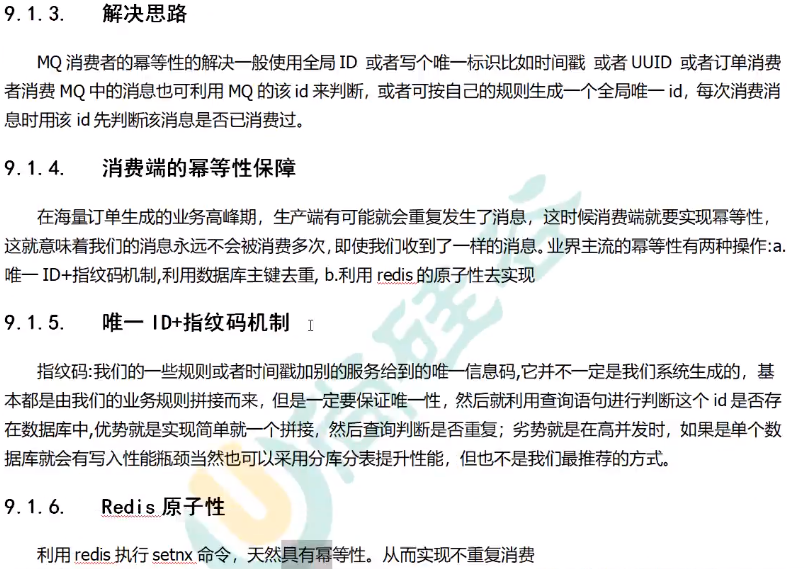 9.1.3. 解决思路
MQ 消费者的幂等性的解决一般使用全局 ID 或者写个唯一标识比如时间戳 或者 UUID 或者订单消费
者消费 MQ 中的消息也可利用 MQ 的该 id 来判断，或者可按自己的规则生成一个全局唯一 id，每次消费消
息时用该 id 先判断该消息是否已消费过。
9.1.4. 消费端的幂等性保障
在海量订单生成的业务高峰期，生产端有可能就会重复发生了消息，这时候消费端就要实现幂等性，
这就意味着我们的消息永远不会被消费多次，即使我们收到了一样的消息。业界主流的幂等性有两种操作:a.
唯一 ID+指纹码机制,利用数据库主键去重, b.利用 redis 的原子性去实现
9.1.5. 唯一 ID+指纹码机制
指纹码:我们的一些规则或者时间戳加别的服务给到的唯一信息码,它并不一定是我们系统生成的，基
本都是由我们的业务规则拼接而来，但是一定要保证唯一性，然后就利用查询语句进行判断这个 id 是否存
在数据库中,优势就是实现简单就一个拼接，然后查询判断是否重复；劣势就是在高并发时，如果是单个数
据库就会有写入性能瓶颈当然也可以采用分库分表提升性能，但也不是我们最推荐的方式。
9.1.6. Redis 原子性
利用 redis 执行 setnx 命令，天然具有幂等性。从而实现不重复消费
尚硅谷